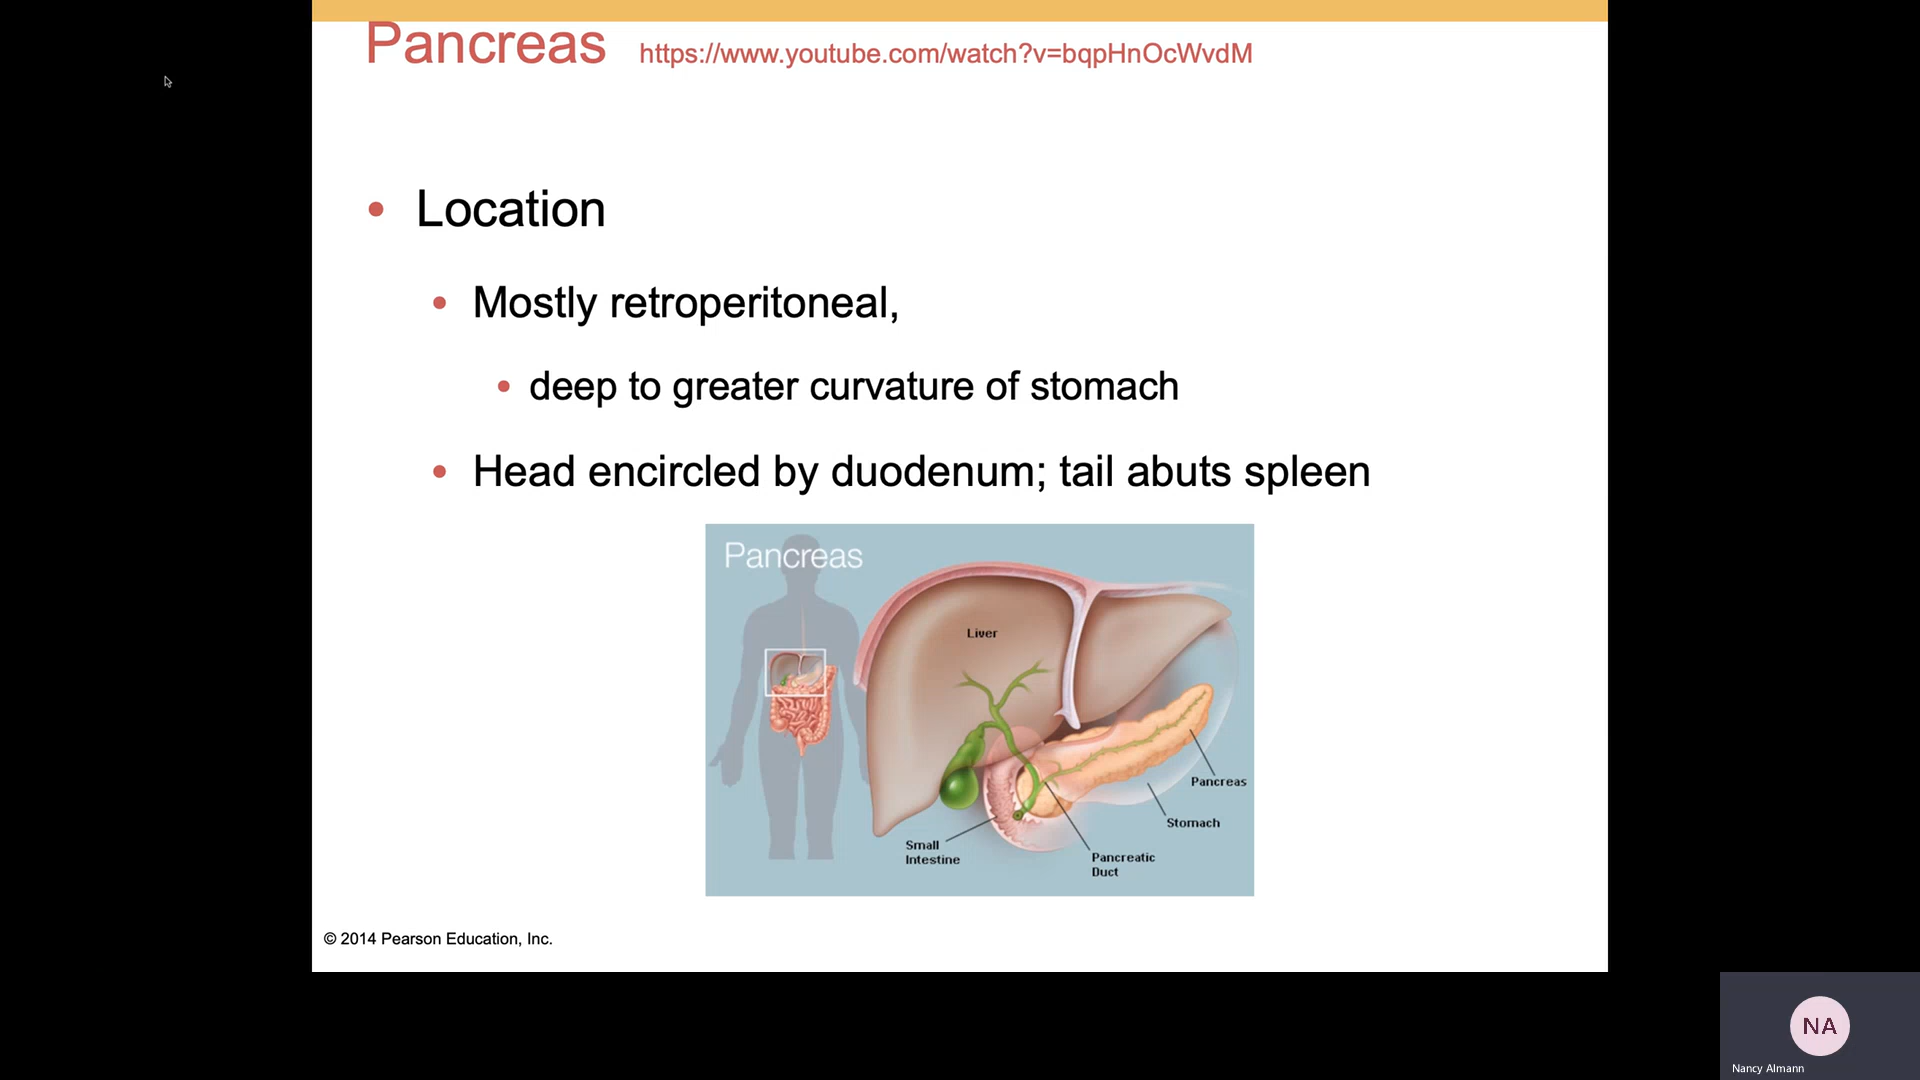 Pancreas https://www.youtube.com/watch?v=bqpHnOcWvdM
• Location
• Mostly retroperitoneal,
• deep to greater curvature of stomach
• Head encircled by duodenum; tail abuts spleen
Pancreas
Liver
Pancreas
Stomach
Small
Intestine
Pancreatic
Duct
© 2014 Pearson Education, Inc.
NA
Nancy Almann